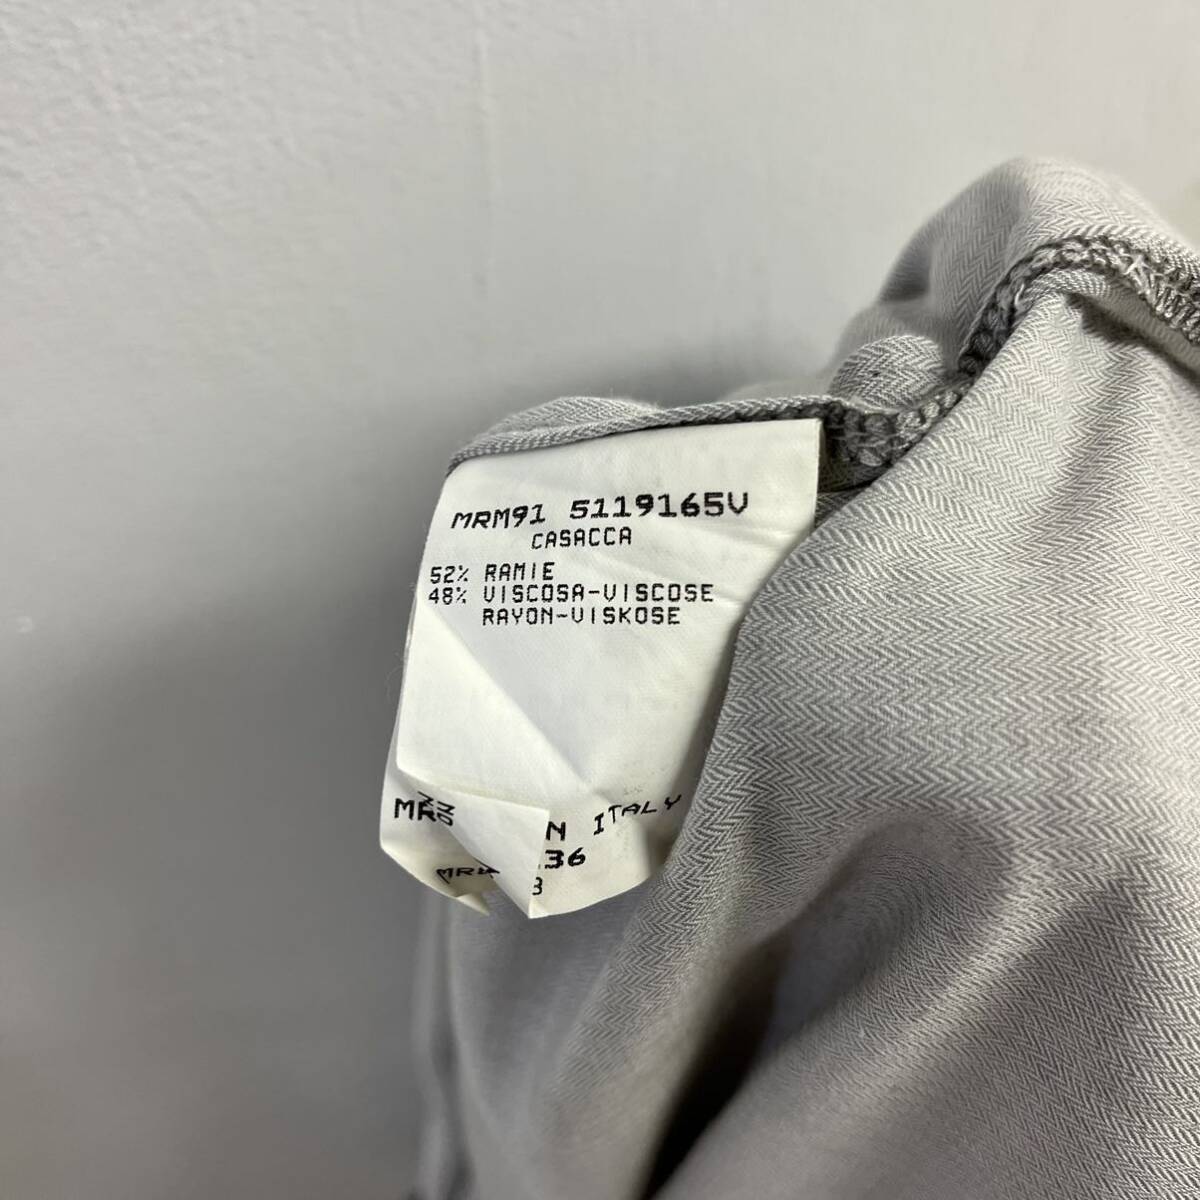 MRM91 5119165V
CASACCA
52% RAMIE
48% VISCOSA-VISCOSE
RAYON-VISKOSE
ITALY
36